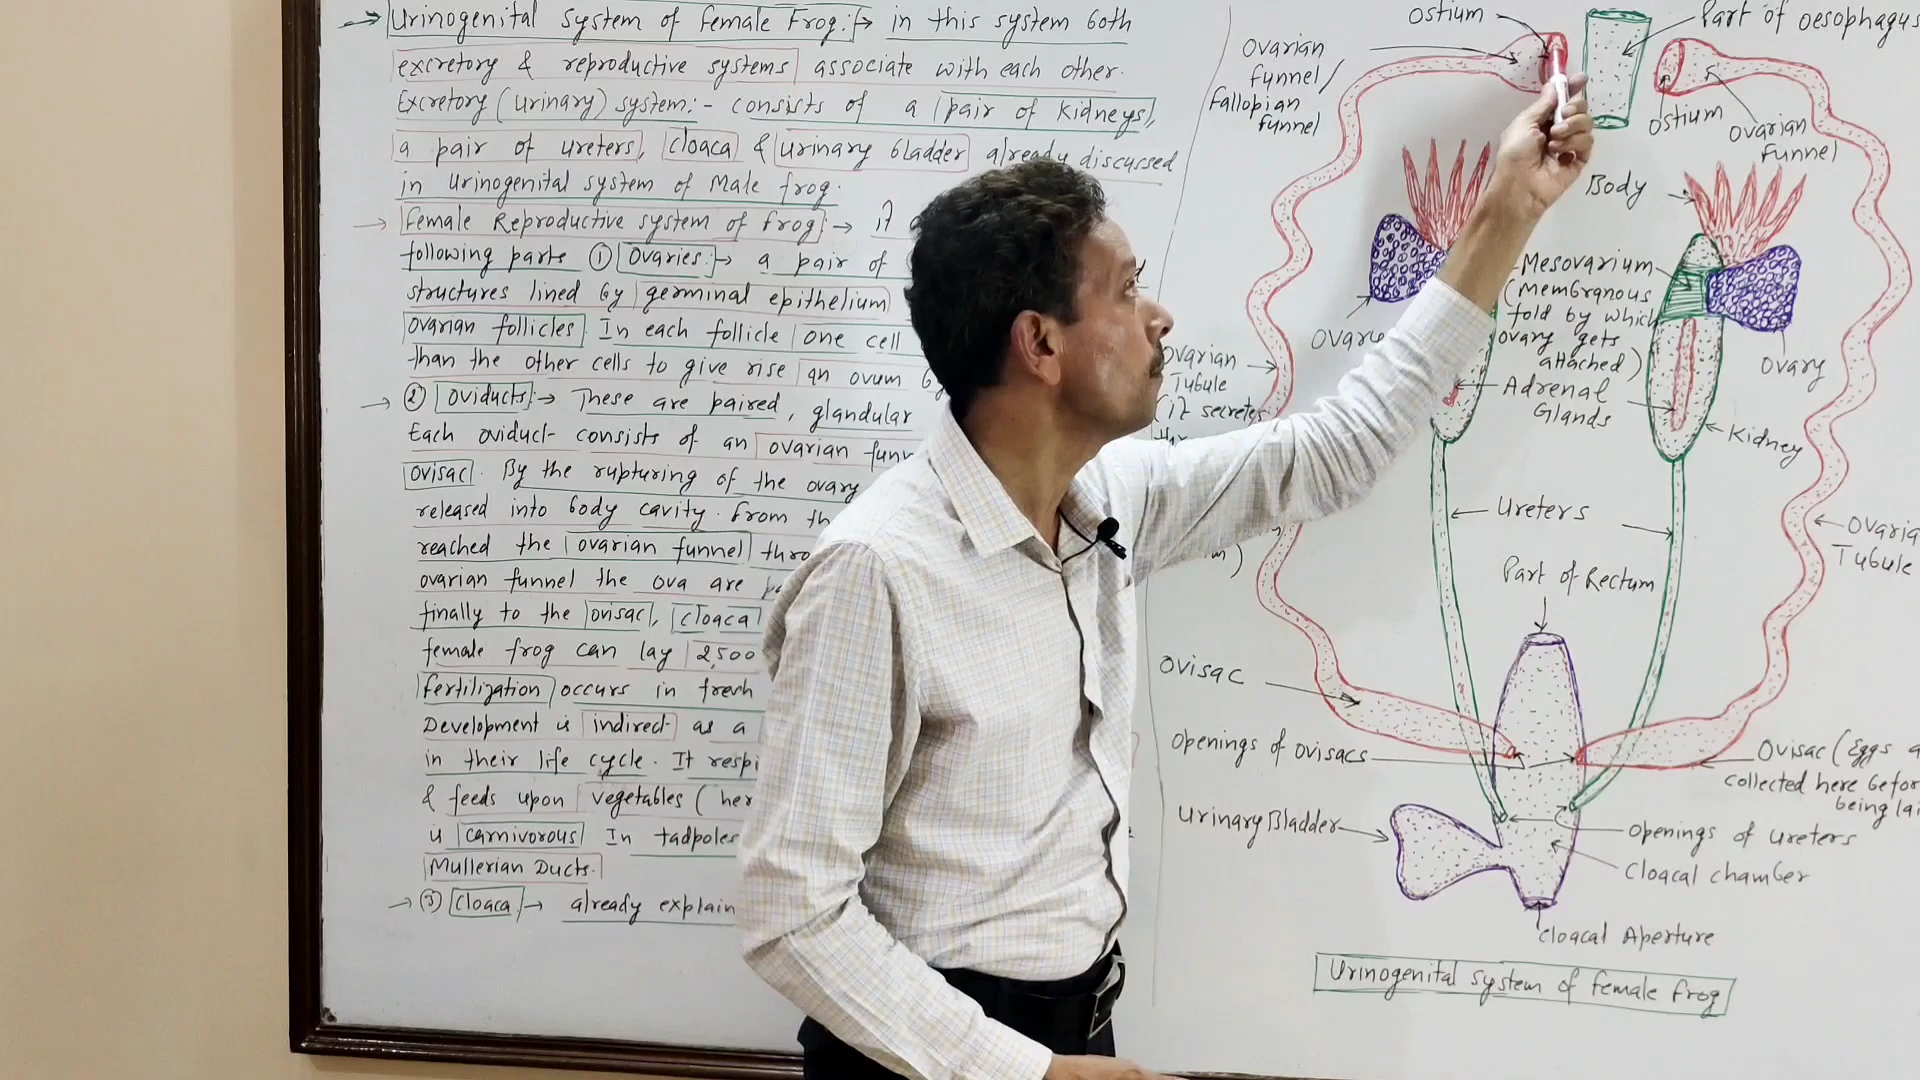 → Urinogenital System of Female Frog:→ in this system both
excretory & reproductive systems associate with each other.
Excretory (urinary) system:- consists of a pair of kidneys,
a pair of ureters, cloaca & urinary bladder already discussed
in Urinogenital system of Male frog.
→ Female Reproductive system of frog:→ it
following parts ① Ovaries:→ a pair of
structures lined by germinal epithelium
ovarian follicles. In each follicle one cell
than the other cells to give rise an ovum
→ ② Oviducts:→ These are paired, glandular
Each oviduct consists of an ovarian
ovisac. By the rupturing of the ovary
released into body cavity. From
reached the ovarian funnel
ovarian funnel the ova are
finally to the ovisac, cloaca
female frog can lay 2,500
Fertilization occurs in fresh
Development is indirect as a
in their life cycle. It
& feeds upon vegetables
is carnivorous In tadpoles
Mullerian Ducts.
→ ③ Cloaca → already
Ostium
Part of oesophagus
Ovarian
funnel/
Fallopian
funnel
Ostium
Ovarian
funnel
Body
Mesovarium
(Membranous
fold by which
ovary gets
attached)
Ovary
Ovarian
Tubule
(it secretes
Adrenal
Glands
Kidney
Ureters
Tubule
Part of Rectum
Ovisac
Openings of ovisacs
Ovisac (Eggs
collected here
being
Urinary Bladder
Openings of ureters
Cloacal chamber
Cloacal Aperture
Urinogenital system of female frog